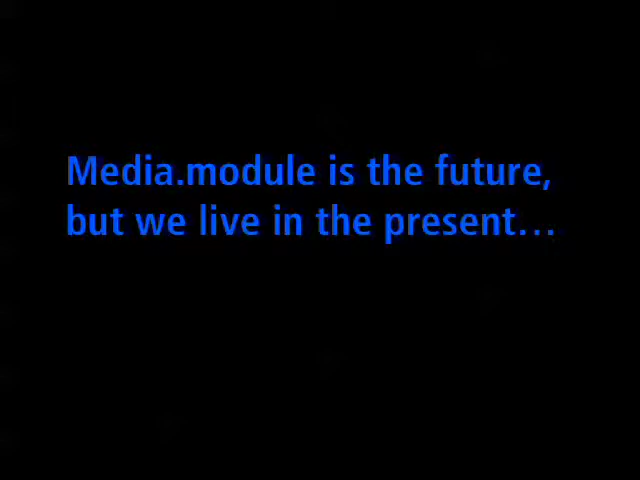 Media.module is the future,
but we live in the present…